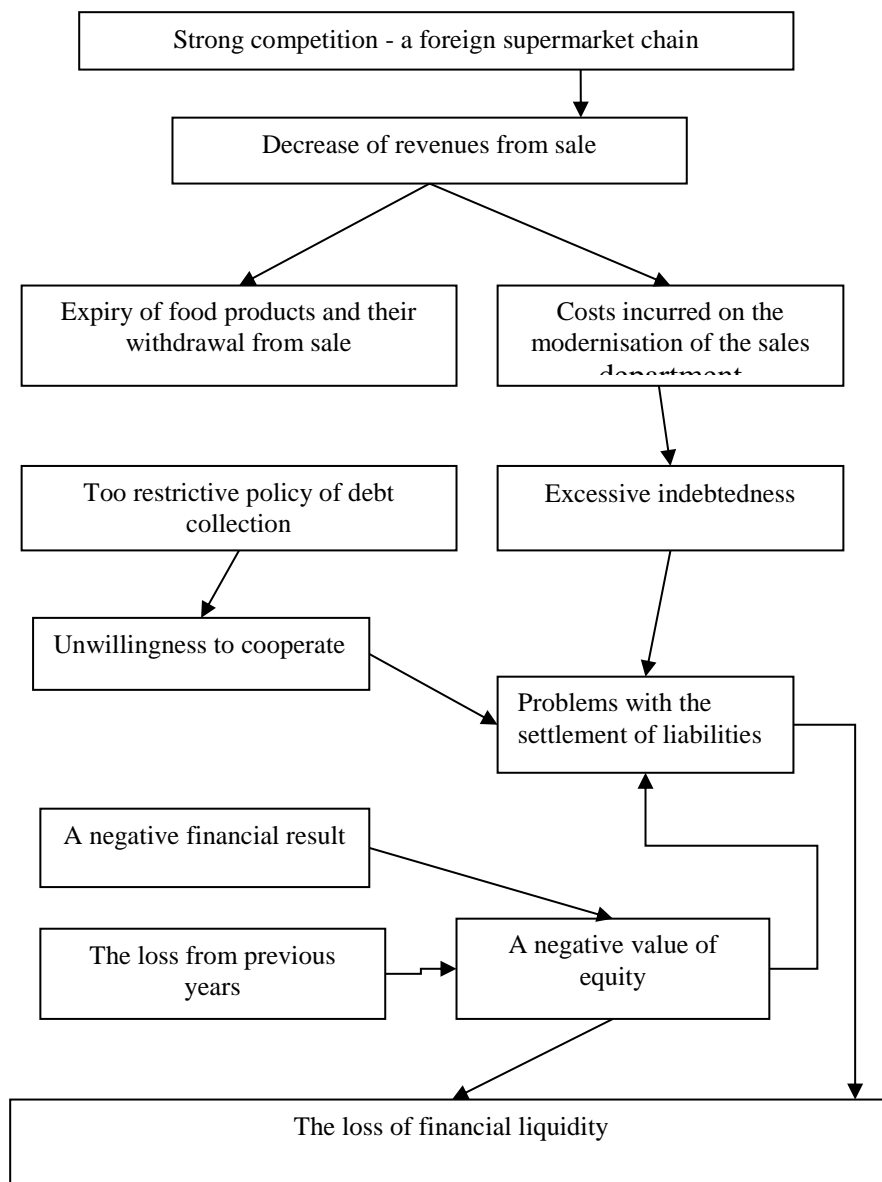 Strong competition - a foreign supermarket chain
Decrease of revenues from sale
Expiry of food products and their
withdrawal from sale
Costs incurred on the
modernisation of the sales
department
Too restrictive policy of debt
collection
Excessive indebtedness
Unwillingness to cooperate
Problems with the
settlement of liabilities
A negative financial result
The loss from previous
years
A negative value of
equity
The loss of financial liquidity